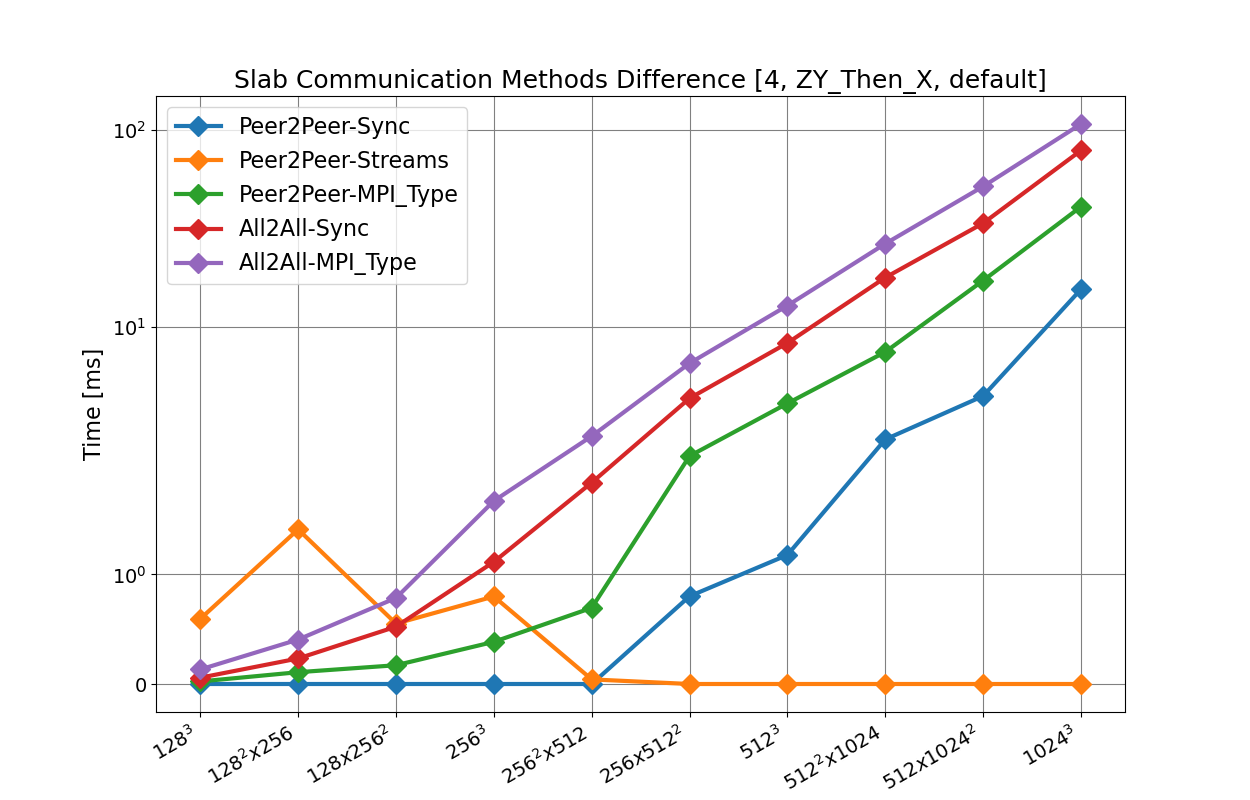 Slab Communication Methods Difference [4, ZY_Then_X, default]
Peer2Peer-Sync
Peer2Peer-Streams
Peer2Peer-MPI_Type
All2All-Sync
All2All-MPI_Type
Time [ms]
10²
10¹
10⁰
0
128³
128²x256
128x256²
256³
256²x512
256x512²
512³
512²x1024
512x1024²
1024³